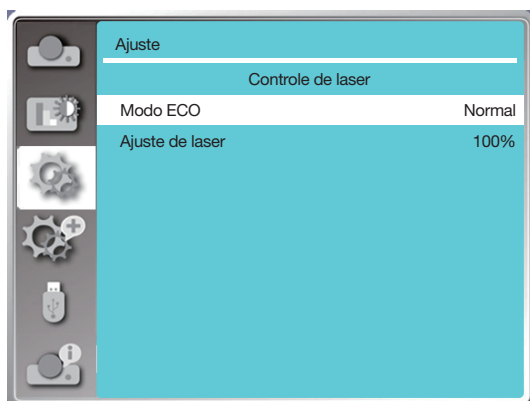 Ajuste
Controle de laser
Modo ECO Normal
Ajuste de laser 100%